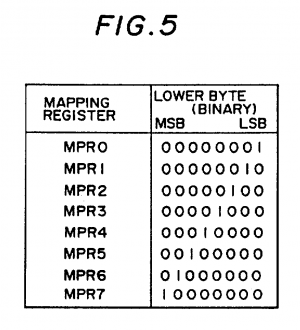 FIG.5
MAPPING REGISTER LOWER BYTE (BINARY) MSB LSB
MPR0 00000001
MPR1 00000010
MPR2 00000100
MPR3 00001000
MPR4 00010000
MPR5 00100000
MPR6 01000000
MPR7 10000000